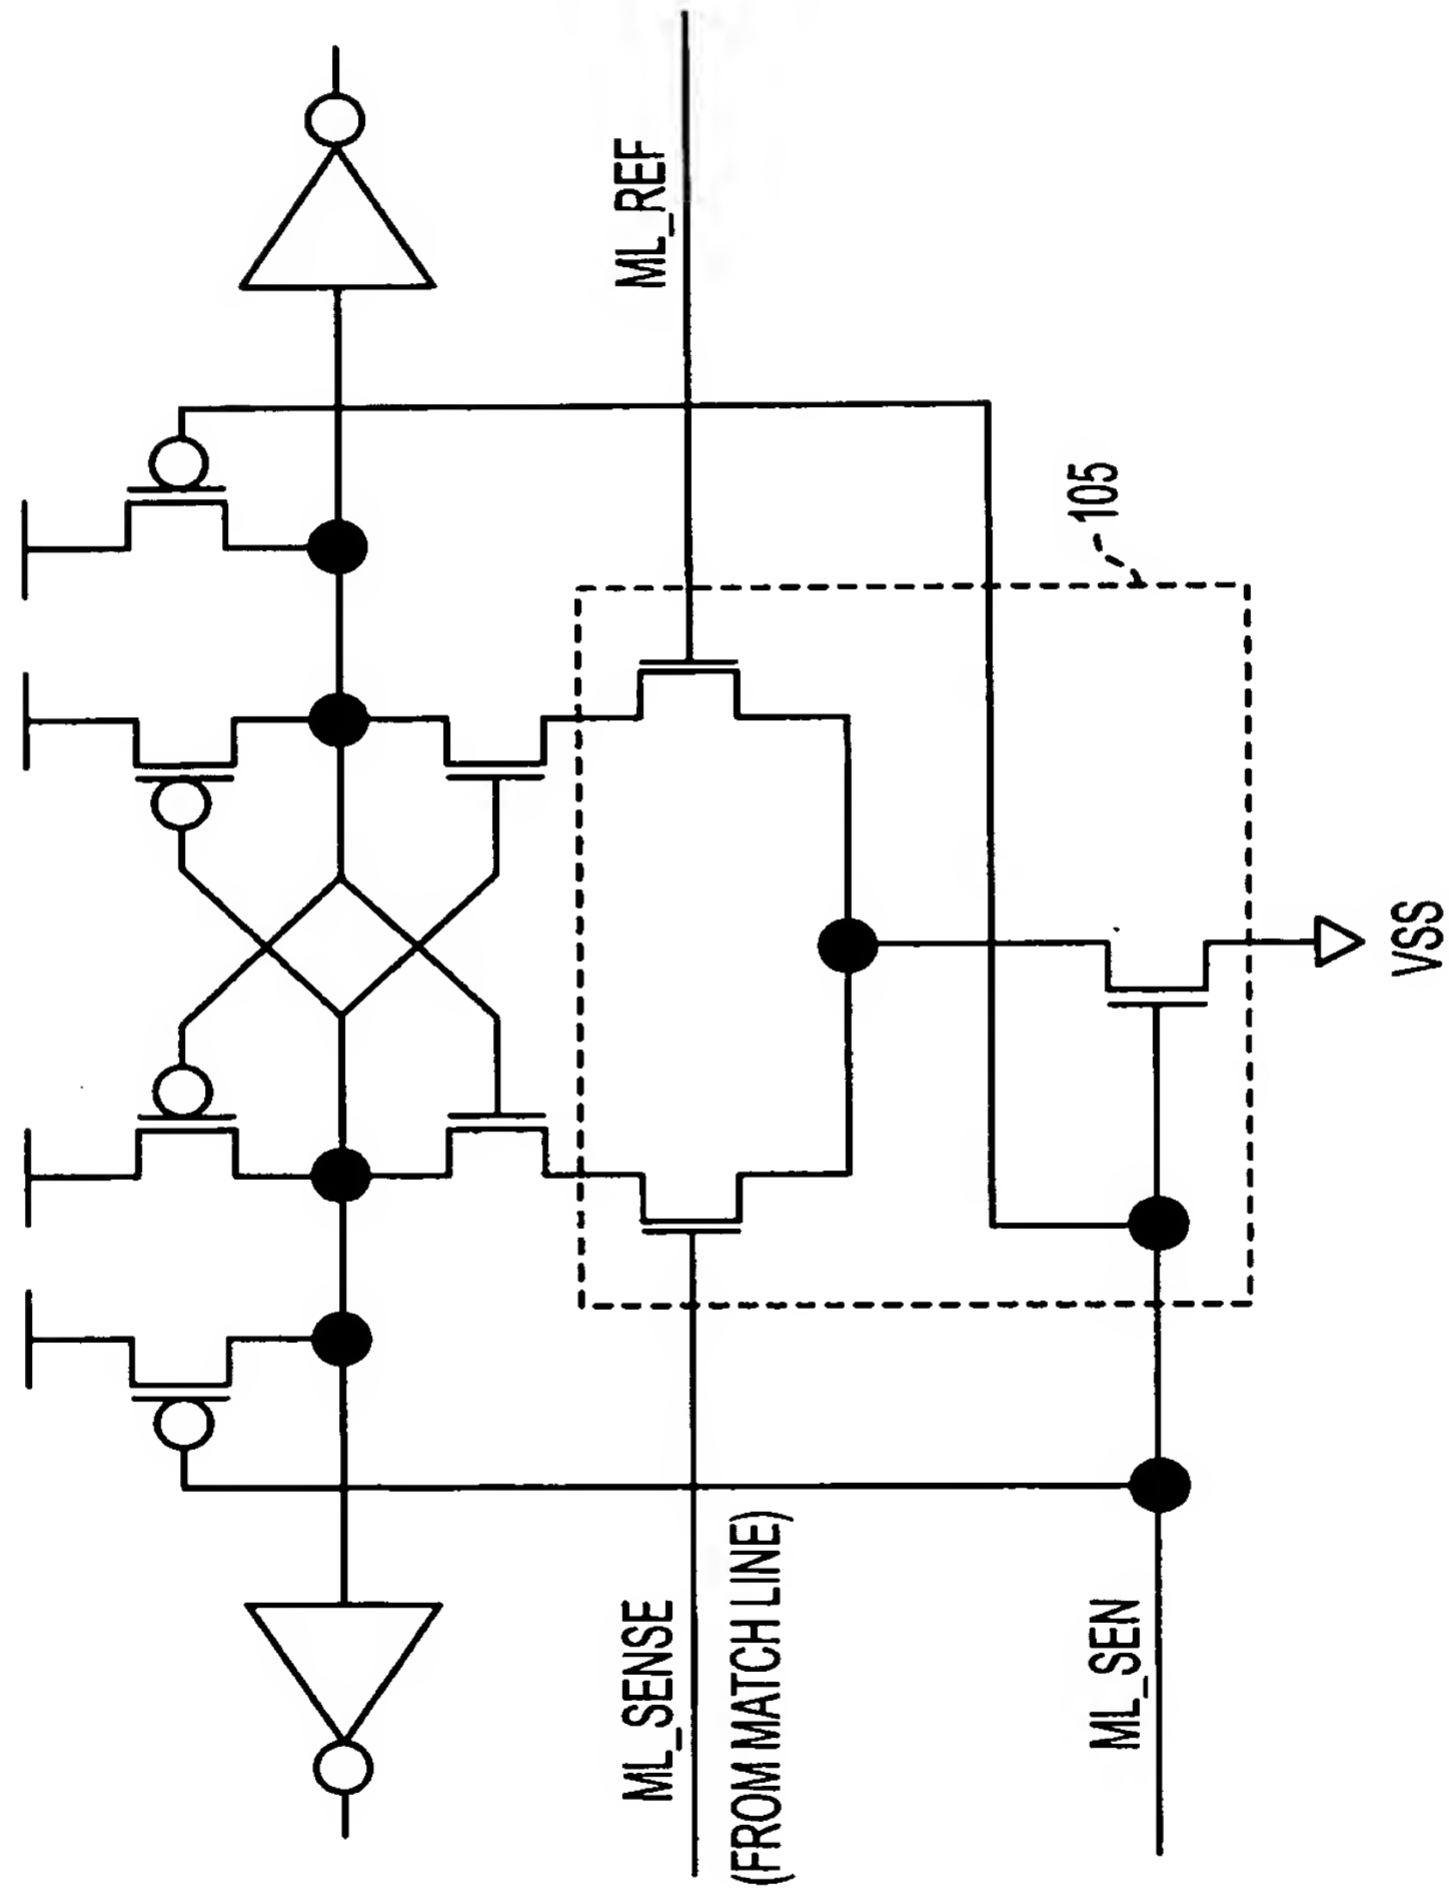 ML_SENSE
(FROM MATCH LINE)
ML_SEN
ML_REF
105
VSS